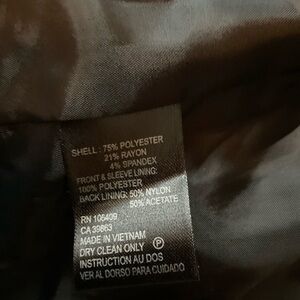 SHELL : 75% POLYESTER
21% RAYON
4% SPANDEX
FRONT & SLEEVE LINING:
100% POLYESTER
BACK LINING: 50% NYLON
50% ACETATE
RN 106409
CA 39863
MADE IN VIETNAM
DRY CLEAN ONLY Ⓟ
INSTRUCTION AU DOS
VER AL DORSO PARA CUIDADO